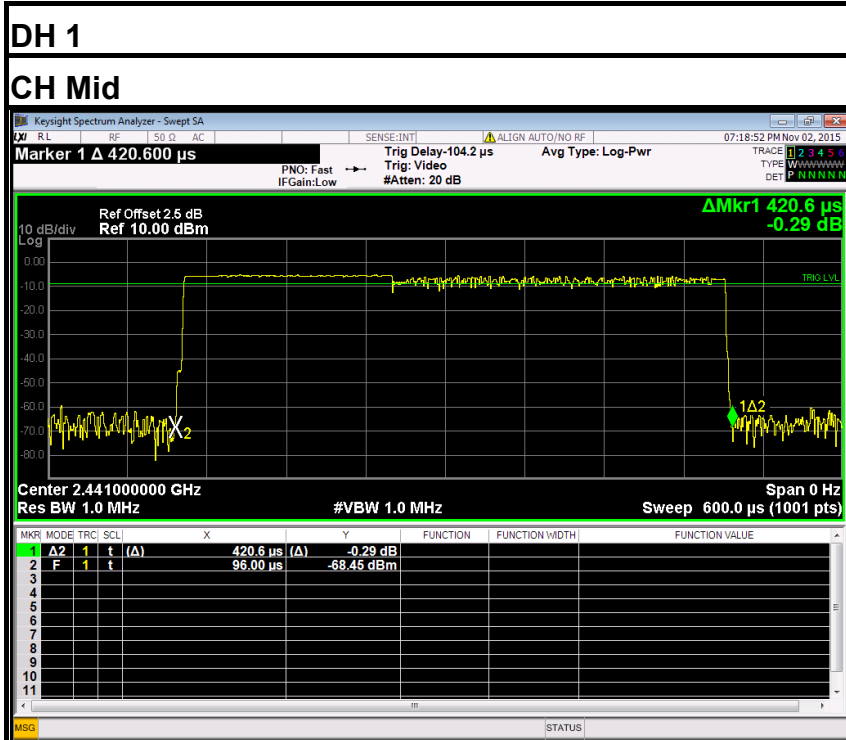 DH 1
CH Mid
Keysight Spectrum Analyzer - Swept SA
LXI RL RF 50 Ω AC SENSE:INT ALIGN AUTO/NO RF 07:18:52 PM Nov 02, 2015
Marker 1 Δ 420.600 µs
PNO: Fast
IFGain:Low
Trig Delay-104.2 µs
Trig: Video
#Atten: 20 dB
Avg Type: Log-Pwr
TRACE 1 2 3 4 5 6
TYPE WWWWWW
DET P N N N N N
ΔMkr1 420.6 µs
-0.29 dB
Ref Offset 2.5 dB
10 dB/div Ref 10.00 dBm
Log
0.00
-10.0
-20.0
-30.0
-40.0
-50.0
-60.0
-70.0
-80.0
TRIG LVL
1Δ2
X2
Center 2.441000000 GHz Span 0 Hz
Res BW 1.0 MHz #VBW 1.0 MHz Sweep 600.0 µs (1001 pts)
MKR MODE TRC SCL X Y FUNCTION FUNCTION WIDTH FUNCTION VALUE
1 Δ2 1 t (Δ) 420.6 µs (Δ) -0.29 dB
2 F 1 t 96.00 µs -68.45 dBm
3
4
5
6
7
8
9
10
11
MSG STATUS